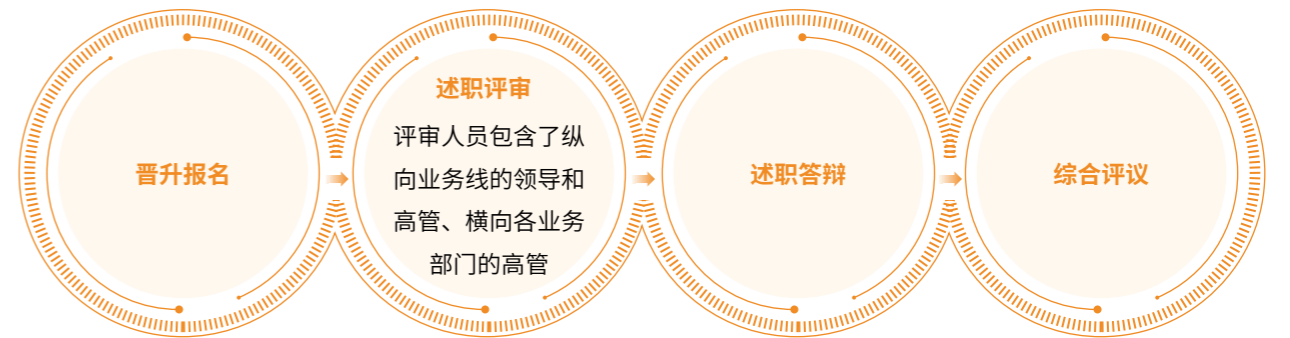 晋升报名
述职评审
评审人员包含了纵
向业务线的领导和
高管、横向各业务
部门的高管
述职答辩
综合评议